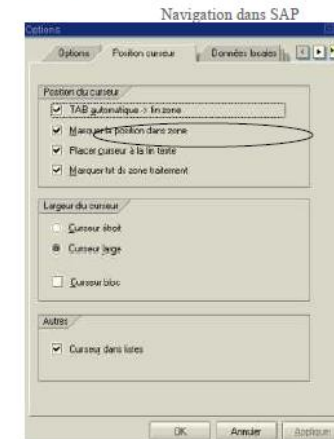 Navigation dans SAP
Options
Options Position curseur Données locales
Position du curseur
TAB automatique -> fin zone
Marquer la position dans zone
Placer curseur à la fin texte
Marquer txt ds zone traitement
Largeur du curseur
Curseur étroit
Curseur large
Curseur bloc
Autres
Curseur dans listes
OK Annuler Appliquer